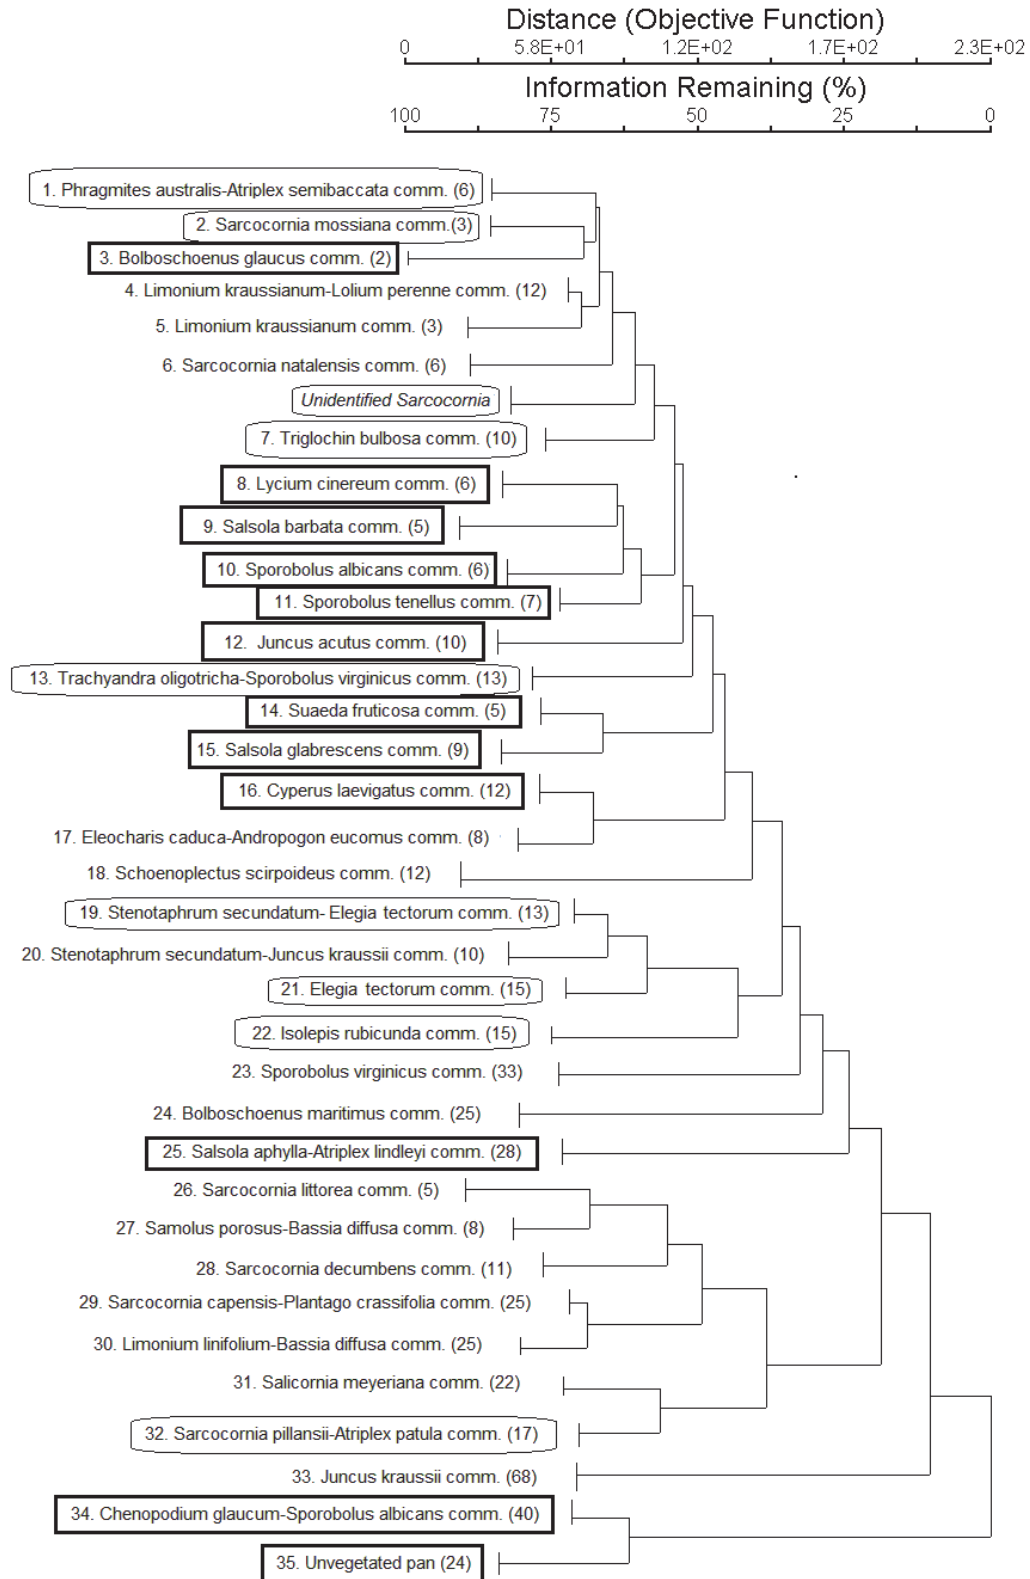 Distance (Objective Function)
0 5.8E+01 1.2E+02 1.7E+02 2.3E+02
Information Remaining (%)
100 75 50 25 0
1. Phragmites australis-Atriplex semibaccata comm. (6)
2. Sarcocornia mossiana comm.(3)
3. Bolboschoenus glaucus comm. (2)
4. Limonium kraussianum-Lolium perenne comm. (12)
5. Limonium kraussianum comm. (3)
6. Sarcocornia natalensis comm. (6)
Unidentified Sarcocornia
7. Triglochin bulbosa comm. (10)
8. Lycium cinereum comm. (6)
9. Salsola barbata comm. (5)
10. Sporobolus albicans comm. (6)
11. Sporobolus tenellus comm. (7)
12. Juncus acutus comm. (10)
13. Trachyandra oligotricha-Sporobolus virginicus comm. (13)
14. Suaeda fruticosa comm. (5)
15. Salsola glabrescens comm. (9)
16. Cyperus laevigatus comm. (12)
17. Eleocharis caduca-Andropogon eucomus comm. (8)
18. Schoenoplectus scirpoideus comm. (12)
19. Stenotaphrum secundatum- Elegia tectorum comm. (13)
20. Stenotaphrum secundatum-Juncus kraussii comm. (10)
21. Elegia tectorum comm. (15)
22. Isolepis rubicunda comm. (15)
23. Sporobolus virginicus comm. (33)
24. Bolboschoenus maritimus comm. (25)
25. Salsola aphylla-Atriplex lindleyi comm. (28)
26. Sarcocornia littorea comm. (5)
27. Samolus porosus-Bassia diffusa comm. (8)
28. Sarcocornia decumbens comm. (11)
29. Sarcocornia capensis-Plantago crassifolia comm. (25)
30. Limonium linifolium-Bassia diffusa comm. (25)
31. Salicornia meyeriana comm. (22)
32. Sarcocornia pillansii-Atriplex patula comm. (17)
33. Juncus kraussii comm. (68)
34. Chenopodium glaucum-Sporobolus albicans comm. (40)
35. Unvegetated pan (24)